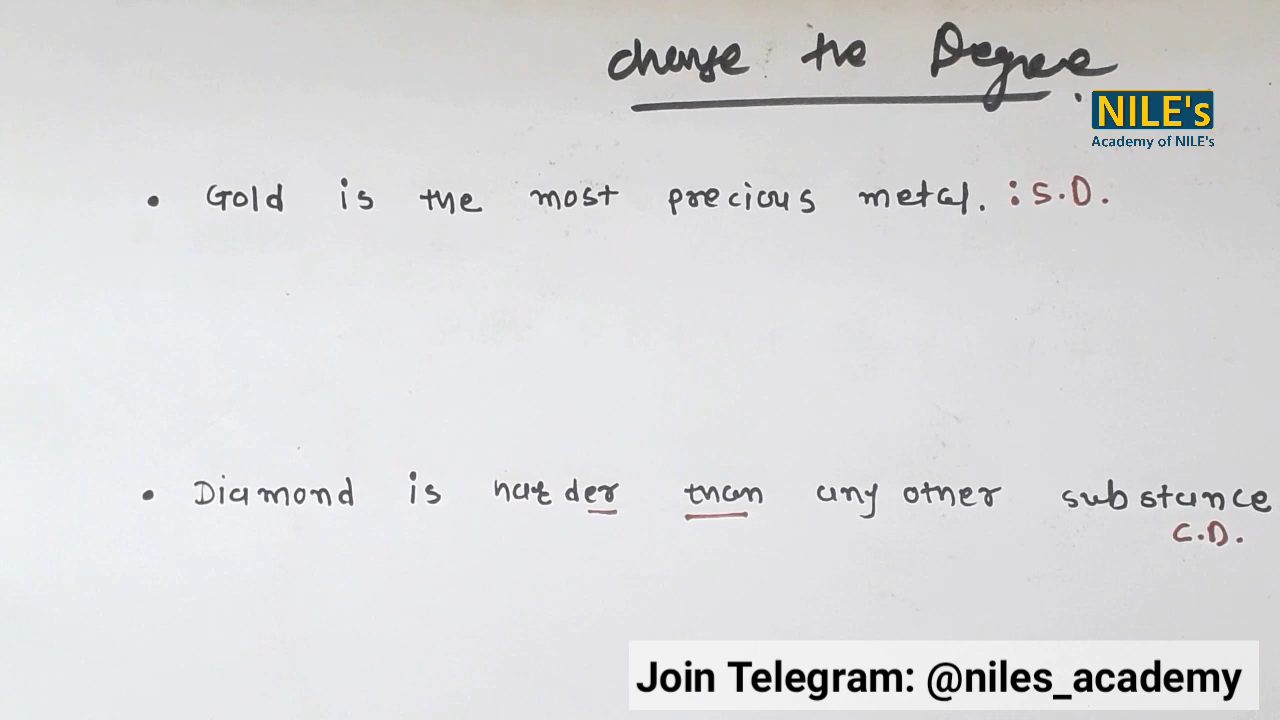 change the Degree.
NILE's
Academy of NILE's
• Gold is the most precious metal. : S.D.
• Diamond is harder than any other substance
C.D.
Join Telegram: @niles_academy